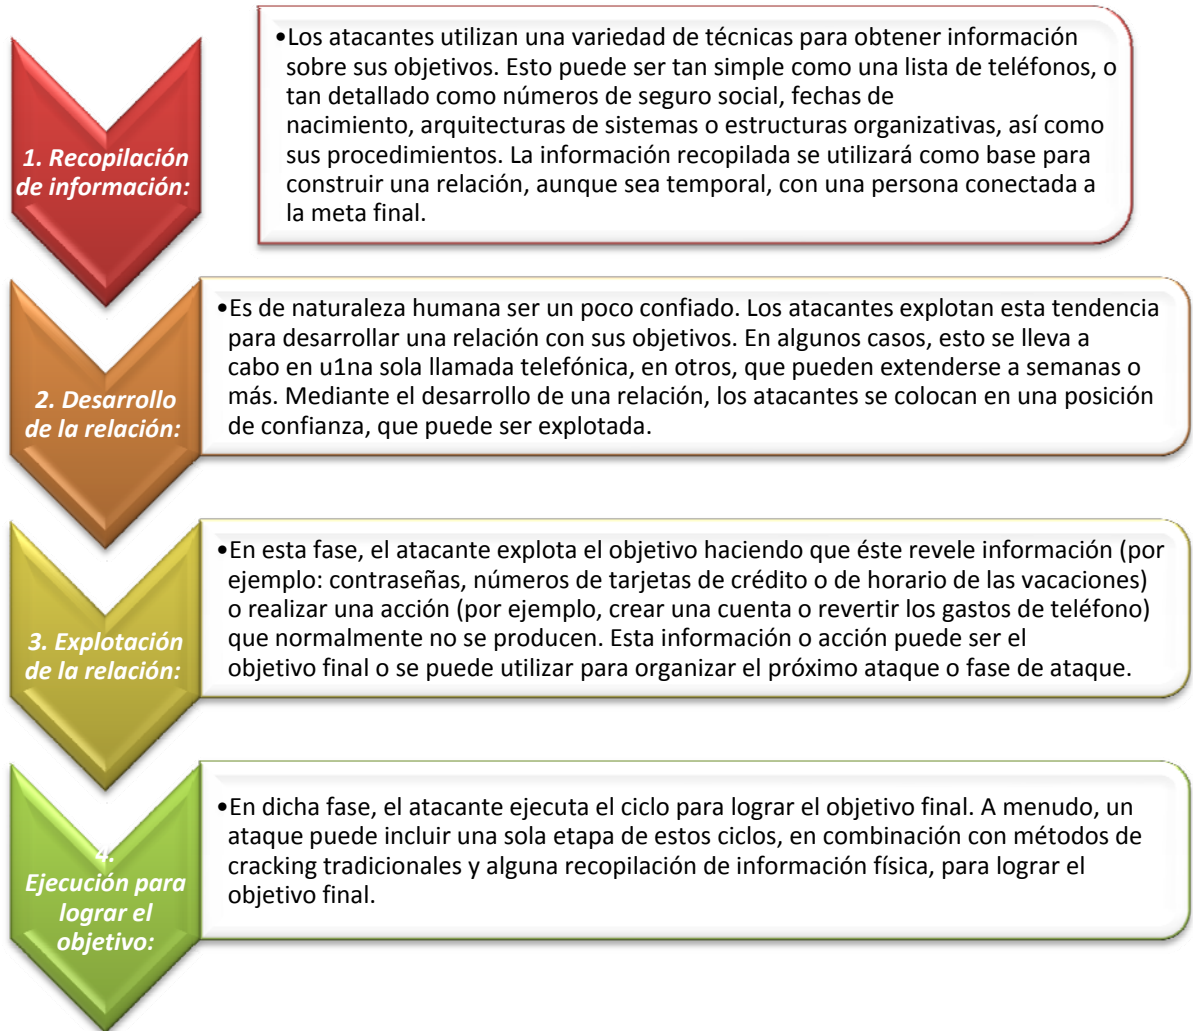 1. Recopilación
de información:
•Los atacantes utilizan una variedad de técnicas para obtener información
sobre sus objetivos. Esto puede ser tan simple como una lista de teléfonos, o
tan detallado como números de seguro social, fechas de
nacimiento, arquitecturas de sistemas o estructuras organizativas, así como
sus procedimientos. La información recopilada se utilizará como base para
construir una relación, aunque sea temporal, con una persona conectada a
la meta final.
2. Desarrollo
de la relación:
•Es de naturaleza humana ser un poco confiado. Los atacantes explotan esta tendencia
para desarrollar una relación con sus objetivos. En algunos casos, esto se lleva a
cabo en u1na sola llamada telefónica, en otros, que pueden extenderse a semanas o
más. Mediante el desarrollo de una relación, los atacantes se colocan en una posición
de confianza, que puede ser explotada.
3. Explotación
de la relación:
•En esta fase, el atacante explota el objetivo haciendo que éste revele información (por
ejemplo: contraseñas, números de tarjetas de crédito o de horario de las vacaciones)
o realizar una acción (por ejemplo, crear una cuenta o revertir los gastos de teléfono)
que normalmente no se producen. Esta información o acción puede ser el
objetivo final o se puede utilizar para organizar el próximo ataque o fase de ataque.
4.
Ejecución para
lograr el
objetivo:
•En dicha fase, el atacante ejecuta el ciclo para lograr el objetivo final. A menudo, un
ataque puede incluir una sola etapa de estos ciclos, en combinación con métodos de
cracking tradicionales y alguna recopilación de información física, para lograr el
objetivo final.